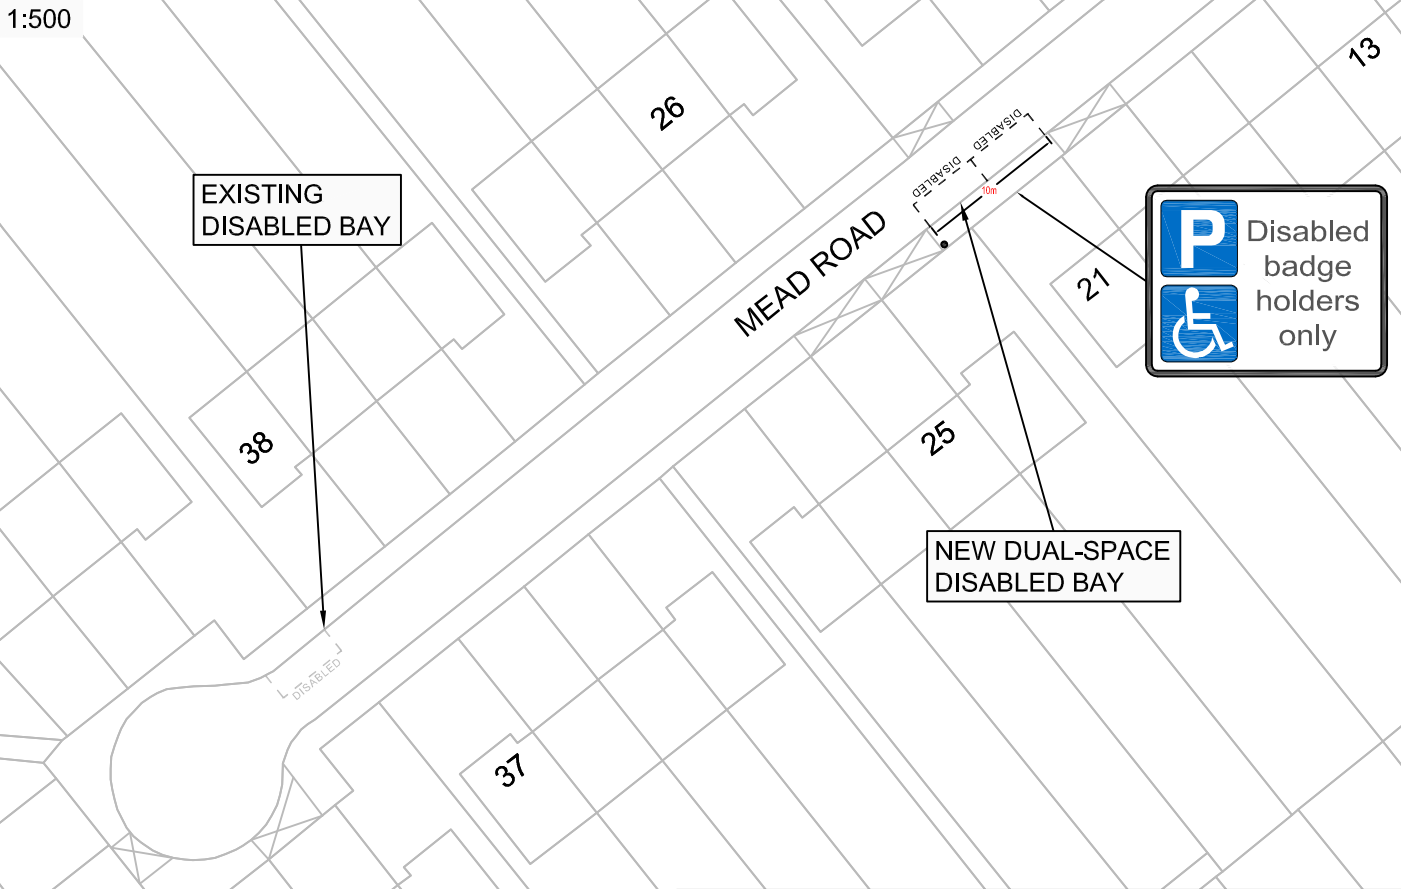 1:500
13
26
DISABLED
DISABLED
EXISTING
DISABLED BAY
10m
MEAD ROAD
P
Disabled
badge
holders
only
21
38
25
NEW DUAL-SPACE
DISABLED BAY
DISABLED
37